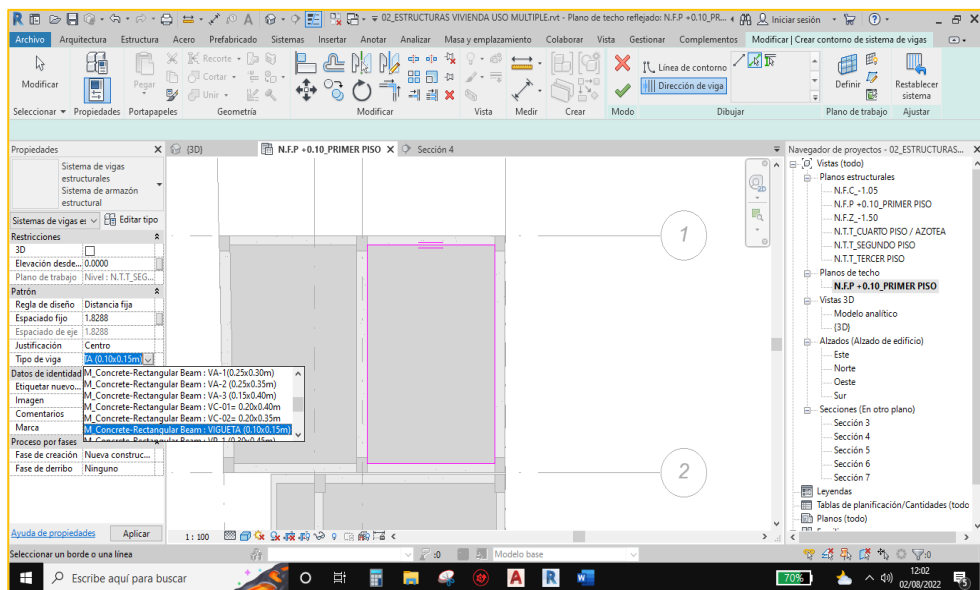 02_ESTRUCTURAS VIVIENDA USO MULTIPLE.rvt - Plano de techo reflejado: N.F.P +0.10_PR...
Iniciar sesión
Archivo Arquitectura Estructura Acero Prefabricado Sistemas Insertar Anotar Analizar Masa y emplazamiento Colaborar Vista Gestionar Complementos Modificar | Crear contorno de sistema de vigas
Modificar
Pegar
Recorte
Cortar
Unir
Línea de contorno
Dirección de viga
Definir
Restablecer
sistema
Seleccionar Propiedades Portapapeles Geometría Modificar Vista Medir Crear Modo Dibujar Plano de trabajo Ajustar
Propiedades
{3D}
N.F.P +0.10_PRIMER PISO
Sección 4
Navegador de proyectos - 02_ESTRUCTURAS...
Sistema de vigas
estructurales
Sistema de armazón
estructural
Sistemas de vigas es
Editar tipo
Restricciones
3D
Elevación desde... 0.0000
Plano de trabajo Nivel : N.T.T_SEG...
Patrón
Regla de diseño Distancia fija
Espaciado fijo 1.8288
Espaciado de eje 1.8288
Justificación Centro
Tipo de viga TA (0.10x0.15m)
Datos de identidad
Etiquetar nuevo...
Imagen
Comentarios
Marca
M_Concrete-Rectangular Beam : VA-1(0.25x0.30m)
M_Concrete-Rectangular Beam : VA-2 (0.25x0.35m)
M_Concrete-Rectangular Beam : VA-3 (0.15x0.40m)
M_Concrete-Rectangular Beam : VC-01= 0.20x0.40m
M_Concrete-Rectangular Beam : VC-02= 0.20x0.35m
M_Concrete-Rectangular Beam : VIGUETA (0.10x0.15m)
M_Concrete-Rectangular Beam : VP-1 (0.30x0.45m)
Proceso por fases
Fase de creación Nueva construc...
Fase de derribo Ninguno
Ayuda de propiedades
Aplicar
1
2
2D
Vistas (todo)
Planos estructurales
N.F.C_-1.05
N.F.P +0.10_PRIMER PISO
N.F.Z_-1.50
N.T.T_CUARTO PISO / AZOTEA
N.T.T_SEGUNDO PISO
N.T.T_TERCER PISO
Planos de techo
N.F.P +0.10_PRIMER PISO
Vistas 3D
Modelo analítico
{3D}
Alzados (Alzado de edificio)
Este
Norte
Oeste
Sur
Secciones (En otro plano)
Sección 3
Sección 4
Sección 5
Sección 6
Sección 7
Leyendas
Tablas de planificación/Cantidades (todo
Planos (todo)
1 : 100
Seleccionar un borde o una línea
:0
Modelo base
:0
Escribe aquí para buscar
70%
12:02
02/08/2022
5